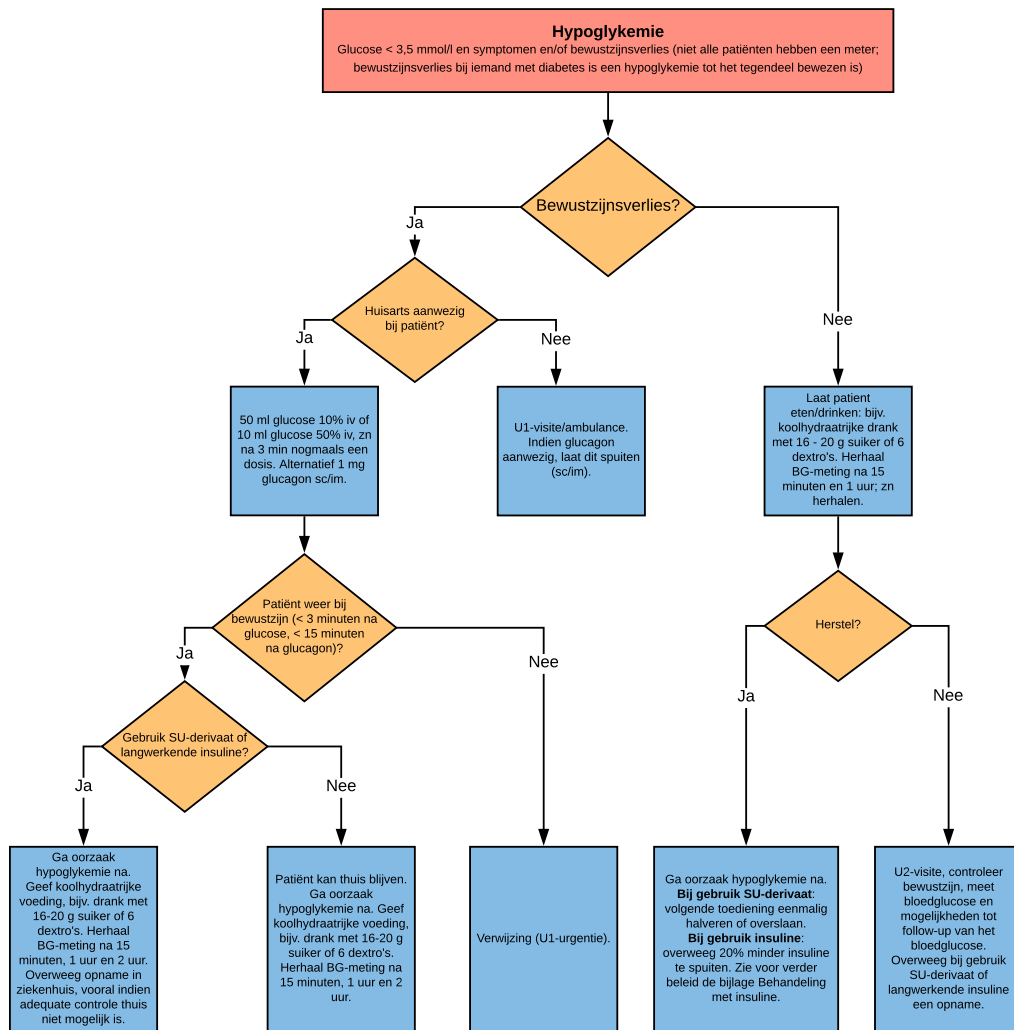 Hypoglykemie
Glucose < 3,5 mmol/l en symptomen en/of bewustzijnsverlies (niet alle patiënten hebben een meter;
bewustzijnsverlies bij iemand met diabetes is een hypoglykemie tot het tegendeel bewezen is)
Bewustzijnsverlies?
Ja
Nee
Huisarts aanwezig
bij patiënt?
Ja
Nee
50 ml glucose 10% iv of
10 ml glucose 50% iv, zn
na 3 min nogmaals een
dosis. Alternatief 1 mg
glucagon sc/im.
U1-visite/ambulance.
Indien glucagon
aanwezig, laat dit spuiten
(sc/im).
Laat patient
eten/drinken: bijv.
koolhydraatrijke drank
met 16 - 20 g suiker of 6
dextro's. Herhaal
BG-meting na 15
minuten en 1 uur; zn
herhalen.
Patiënt weer bij
bewustzijn (< 3 minuten na
glucose, < 15 minuten
na glucagon)?
Ja
Nee
Herstel?
Ja
Nee
Gebruik SU-derivaat of
langwerkende insuline?
Ja
Nee
Ga oorzaak
hypoglykemie na.
Geef koolhydraatrijke
voeding, bijv. drank met
16-20 g suiker of 6
dextro's. Herhaal
BG-meting na 15
minuten, 1 uur en 2 uur.
Overweeg opname in
ziekenhuis, vooral indien
adequate controle thuis
niet mogelijk is.
Patiënt kan thuis blijven.
Ga oorzaak
hypoglykemie na. Geef
koolhydraatrijke voeding,
bijv. drank met 16-20 g
suiker of 6 dextro's.
Herhaal BG-meting na
15 minuten, 1 uur en 2
uur.
Verwijzing (U1-urgentie).
Ga oorzaak hypoglykemie na.
Bij gebruik SU-derivaat:
volgende toediening eenmalig
halveren of overslaan.
Bij gebruik insuline:
overweeg 20% minder insuline
te spuiten. Zie voor verder
beleid de bijlage Behandeling
met insuline.
U2-visite, controleer
bewustzijn, meet
bloedglucose en
mogelijkheden tot
follow-up van het
bloedglucose.
Overweeg bij gebruik
SU-derivaat of
langwerkende insuline
een opname.